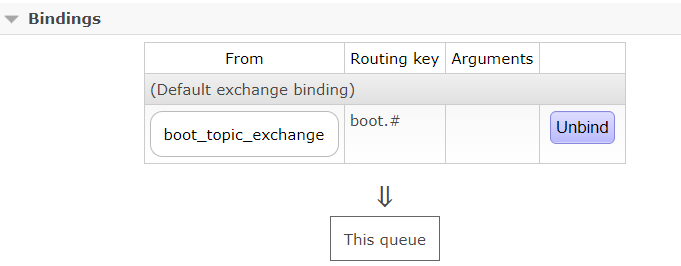 Bindings
From Routing key Arguments
(Default exchange binding)
boot_topic_exchange boot.# Unbind
⇓
This queue